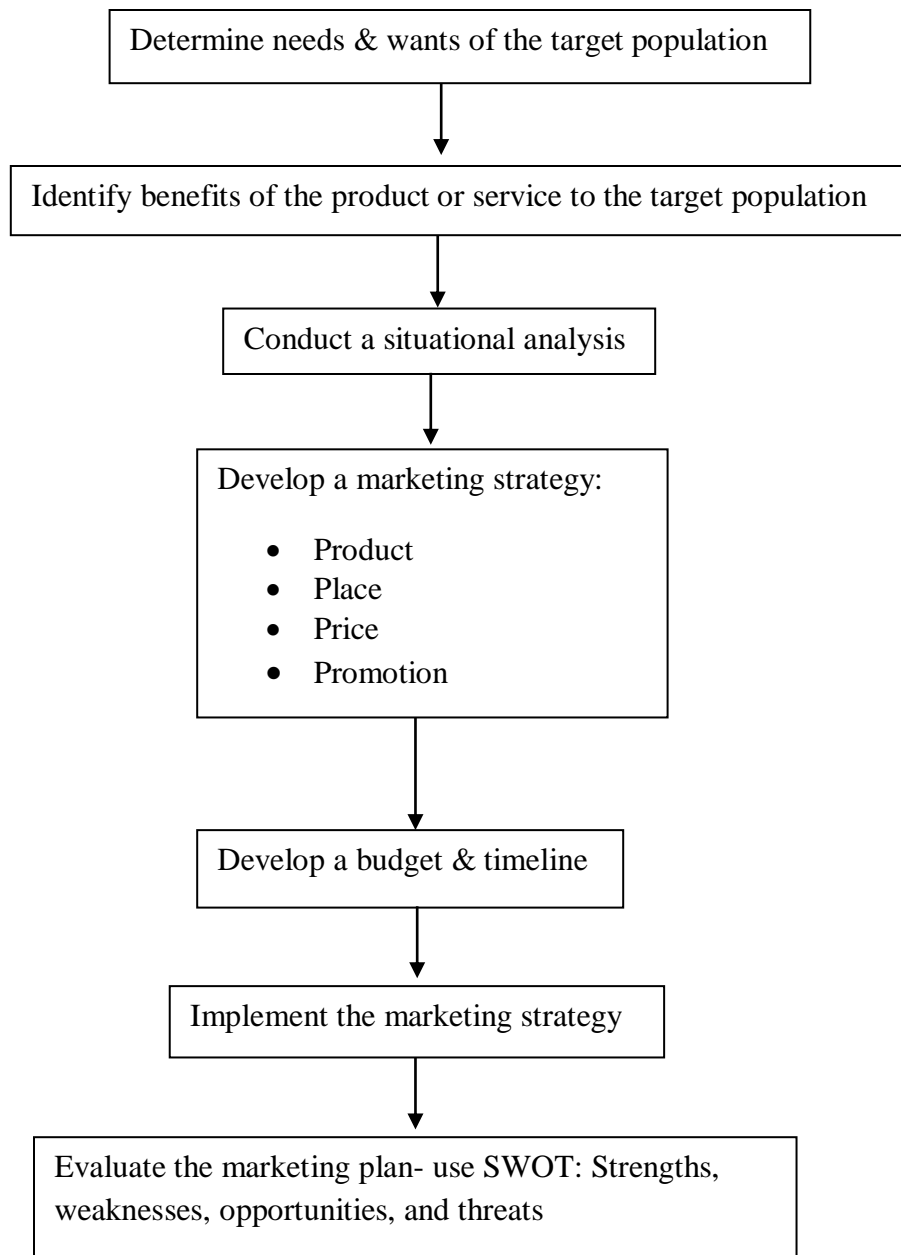 Determine needs & wants of the target population
Identify benefits of the product or service to the target population
Conduct a situational analysis
Develop a marketing strategy:
• Product
• Place
• Price
• Promotion
Develop a budget & timeline
Implement the marketing strategy
Evaluate the marketing plan- use SWOT: Strengths,
weaknesses, opportunities, and threats